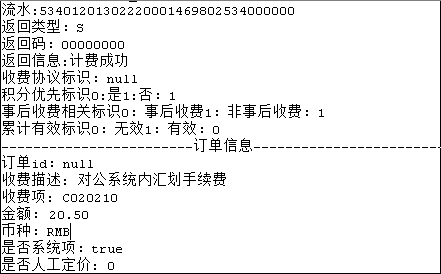 流水:5340120130222000146980253400​0000
返回类型: S
返回码: 00000000
返回信息:计费成功
收费协议标识: null
积分优先标识0:是1:否: 1
事后收费相关标识0: 事后收费1: 非事后收费: 1
累计有效标识0: 无效1: 有效: 0
------------------------订单信息------------------------
订单id: null
收费描述: 对公系统内汇划手续费
收费项: CO20210
金额: 20.50
币种: RMB
是否系统项: true
是否人工定价: 0